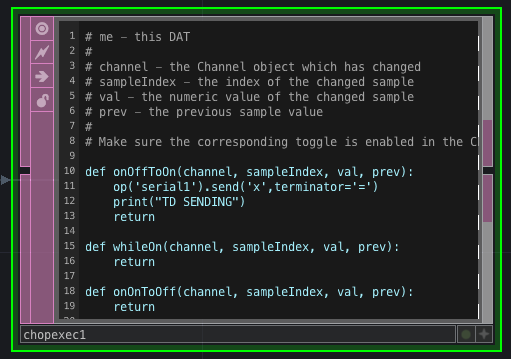 1 # me – this DAT
2 #
3 # channel – the Channel object which has changed
4 # sampleIndex – the index of the changed sample
5 # val – the numeric value of the changed sample
6 # prev – the previous sample value
7 #
8 # Make sure the corresponding toggle is enabled in the C
9
10 def onOffToOn(channel, sampleIndex, val, prev):
11     op('serial1').send('x',terminator='=')
12     print("TD SENDING")
13     return
14
15 def whileOn(channel, sampleIndex, val, prev):
16     return
17
18 def onOnToOff(channel, sampleIndex, val, prev):
19     return
20
chopexec1